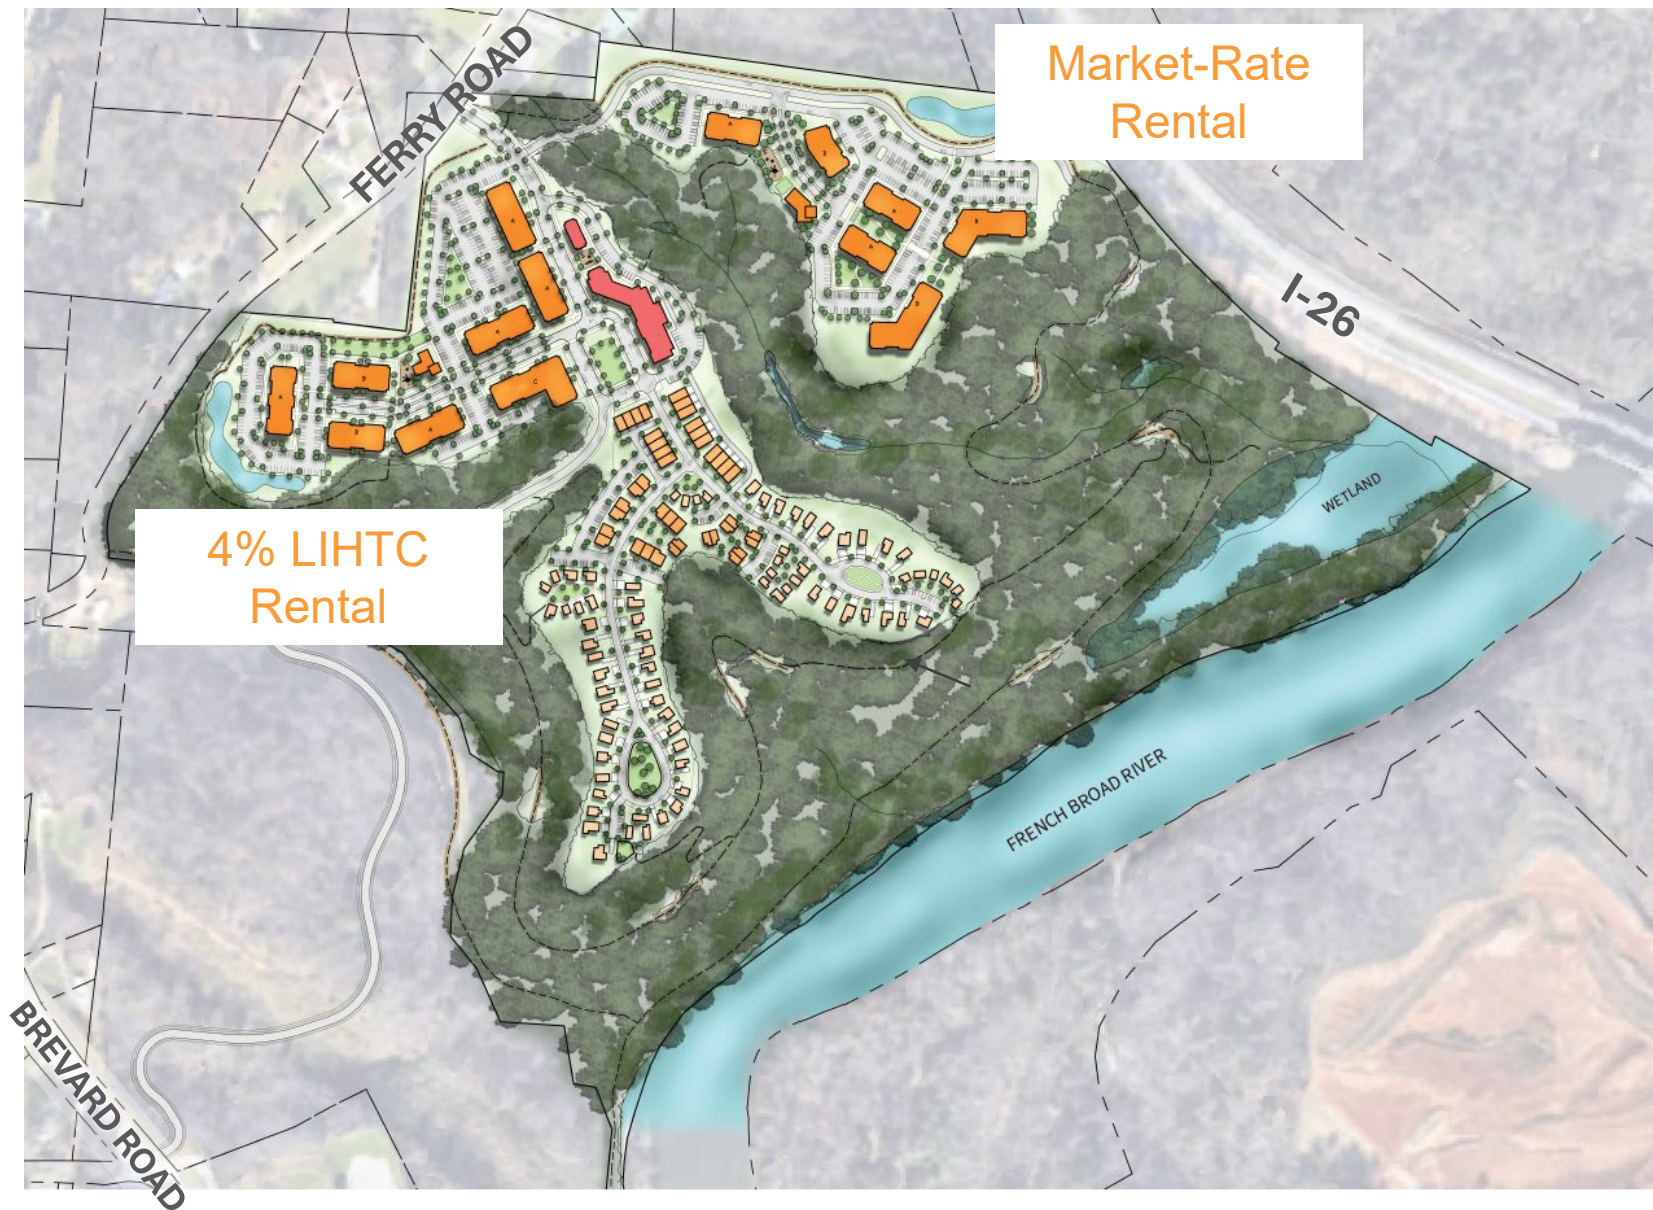 FERRY ROAD
Market-Rate
Rental
I-26
WETLAND
4% LIHTC
Rental
FRENCH BROAD RIVER
BREVARD ROAD